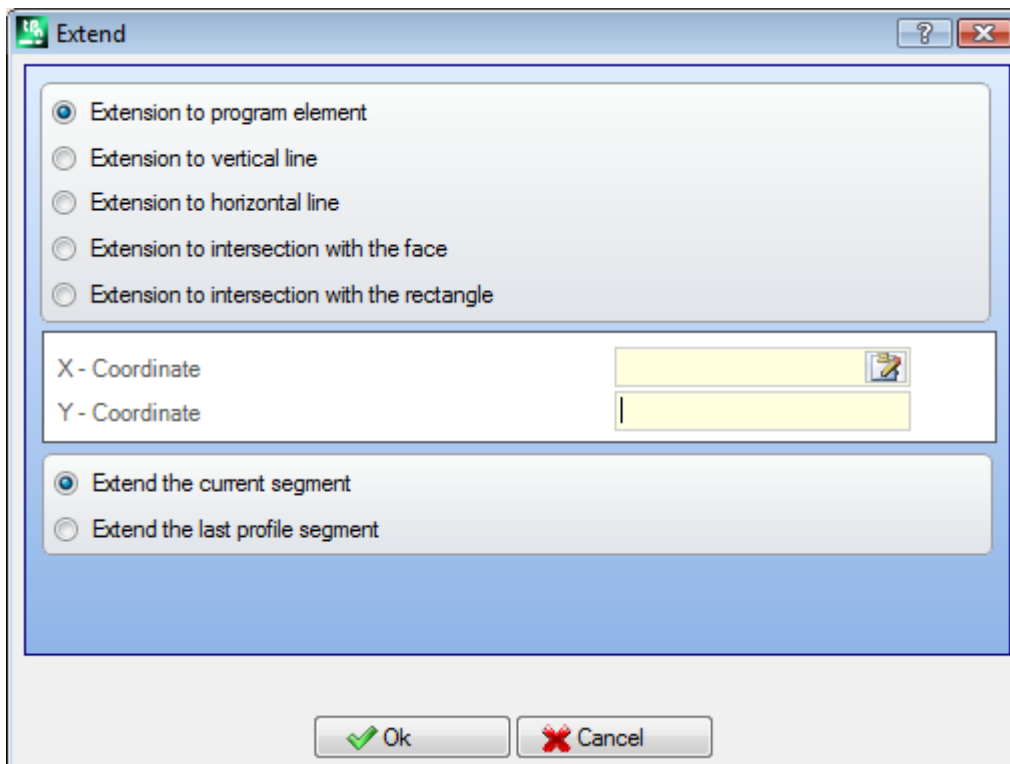 Extend
Extension to program element
Extension to vertical line
Extension to horizontal line
Extension to intersection with the face
Extension to intersection with the rectangle
X - Coordinate
Y - Coordinate
Extend the current segment
Extend the last profile segment
Ok
Cancel